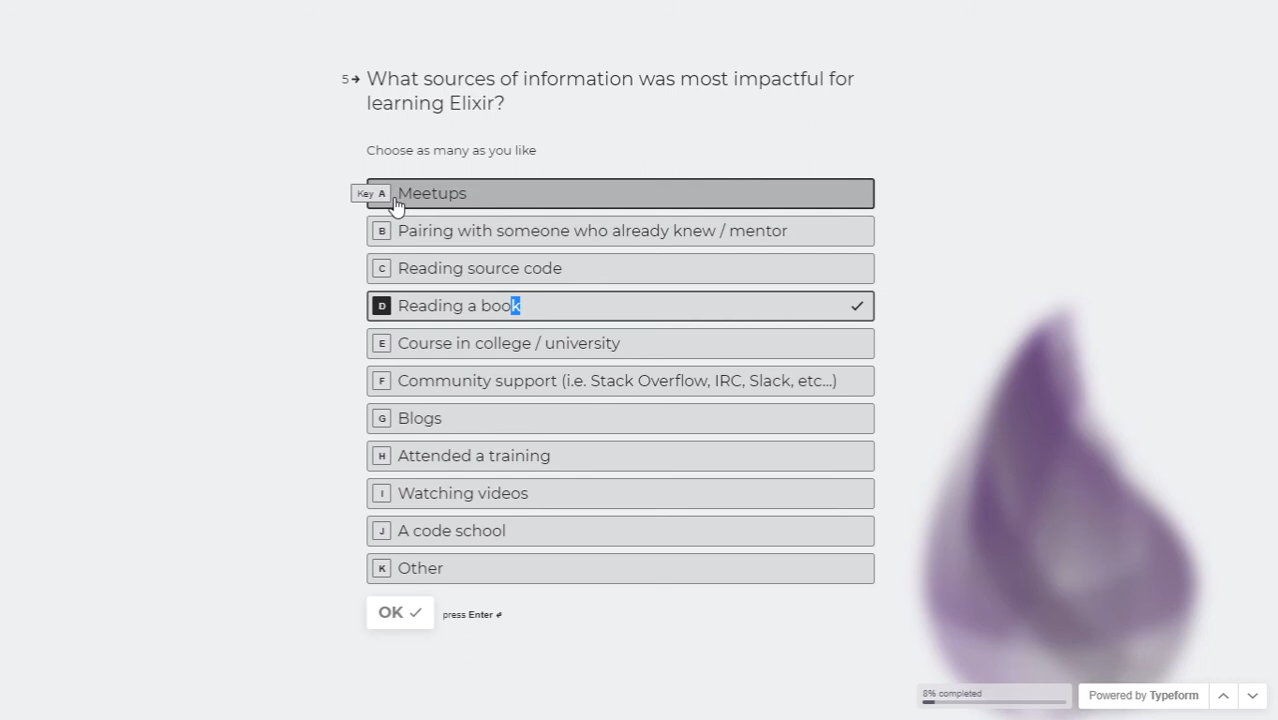 5→ What sources of information was most impactful for
learning Elixir?
Choose as many as you like
Key A Meetups
B Pairing with someone who already knew / mentor
C Reading source code
D Reading a book
E Course in college / university
F Community support (i.e. Stack Overflow, IRC, Slack, etc...)
G Blogs
H Attended a training
I Watching videos
J A code school
K Other
OK press Enter ↵
8% completed
Powered by Typeform